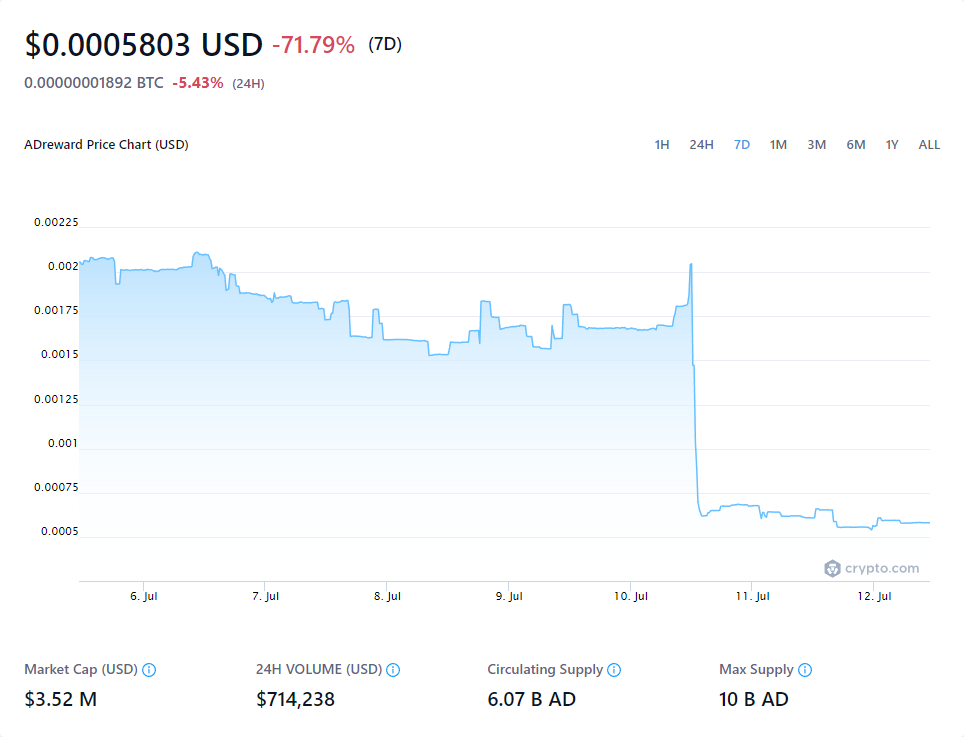 $0.0005803 USD -71.79% (7D)
0.00000001892 BTC -5.43% (24H)
ADreward Price Chart (USD) 1H 24H 7D 1M 3M 6M 1Y ALL
0.00225
0.002
0.00175
0.0015
0.00125
0.001
0.00075
0.0005
crypto.com
6. Jul 7. Jul 8. Jul 9. Jul 10. Jul 11. Jul 12. Jul
Market Cap (USD) 24H VOLUME (USD) Circulating Supply Max Supply
$3.52 M $714,238 6.07 B AD 10 B AD